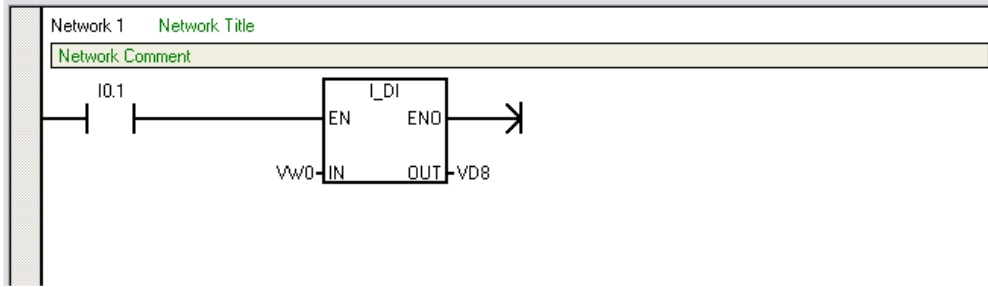 Network 1 Network Title
Network Comment
I0.1 I_DI
EN ENO
VW0 IN OUT VD8